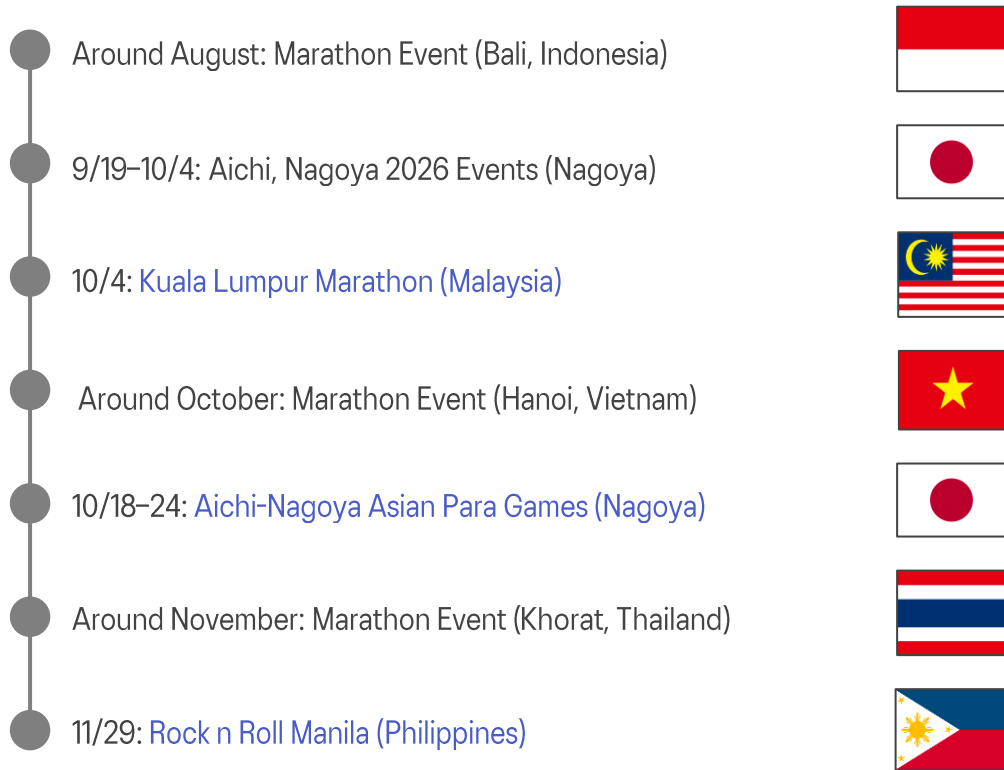 Around August: Marathon Event (Bali, Indonesia)
9/19–10/4: Aichi, Nagoya 2026 Events (Nagoya)
10/4: Kuala Lumpur Marathon (Malaysia)
Around October: Marathon Event (Hanoi, Vietnam)
10/18–24: Aichi-Nagoya Asian Para Games (Nagoya)
Around November: Marathon Event (Khorat, Thailand)
11/29: Rock n Roll Manila (Philippines)